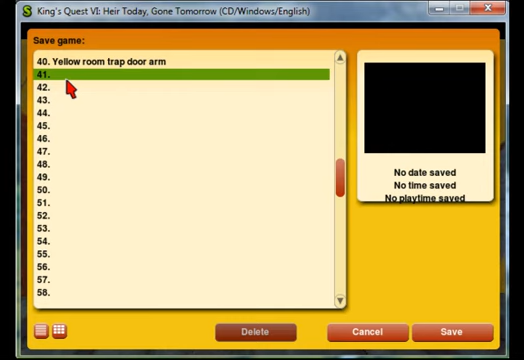 King's Quest VI: Heir Today, Gone Tomorrow (CD/Windows/English)
Save game:
40. Yellow room trap door arm
41.
42.
43.
44.
45.
46.
47.
48.
49.
50.
51.
52.
53.
54.
55.
56.
57.
58.
No date saved
No time saved
No playtime saved
Delete
Cancel
Save